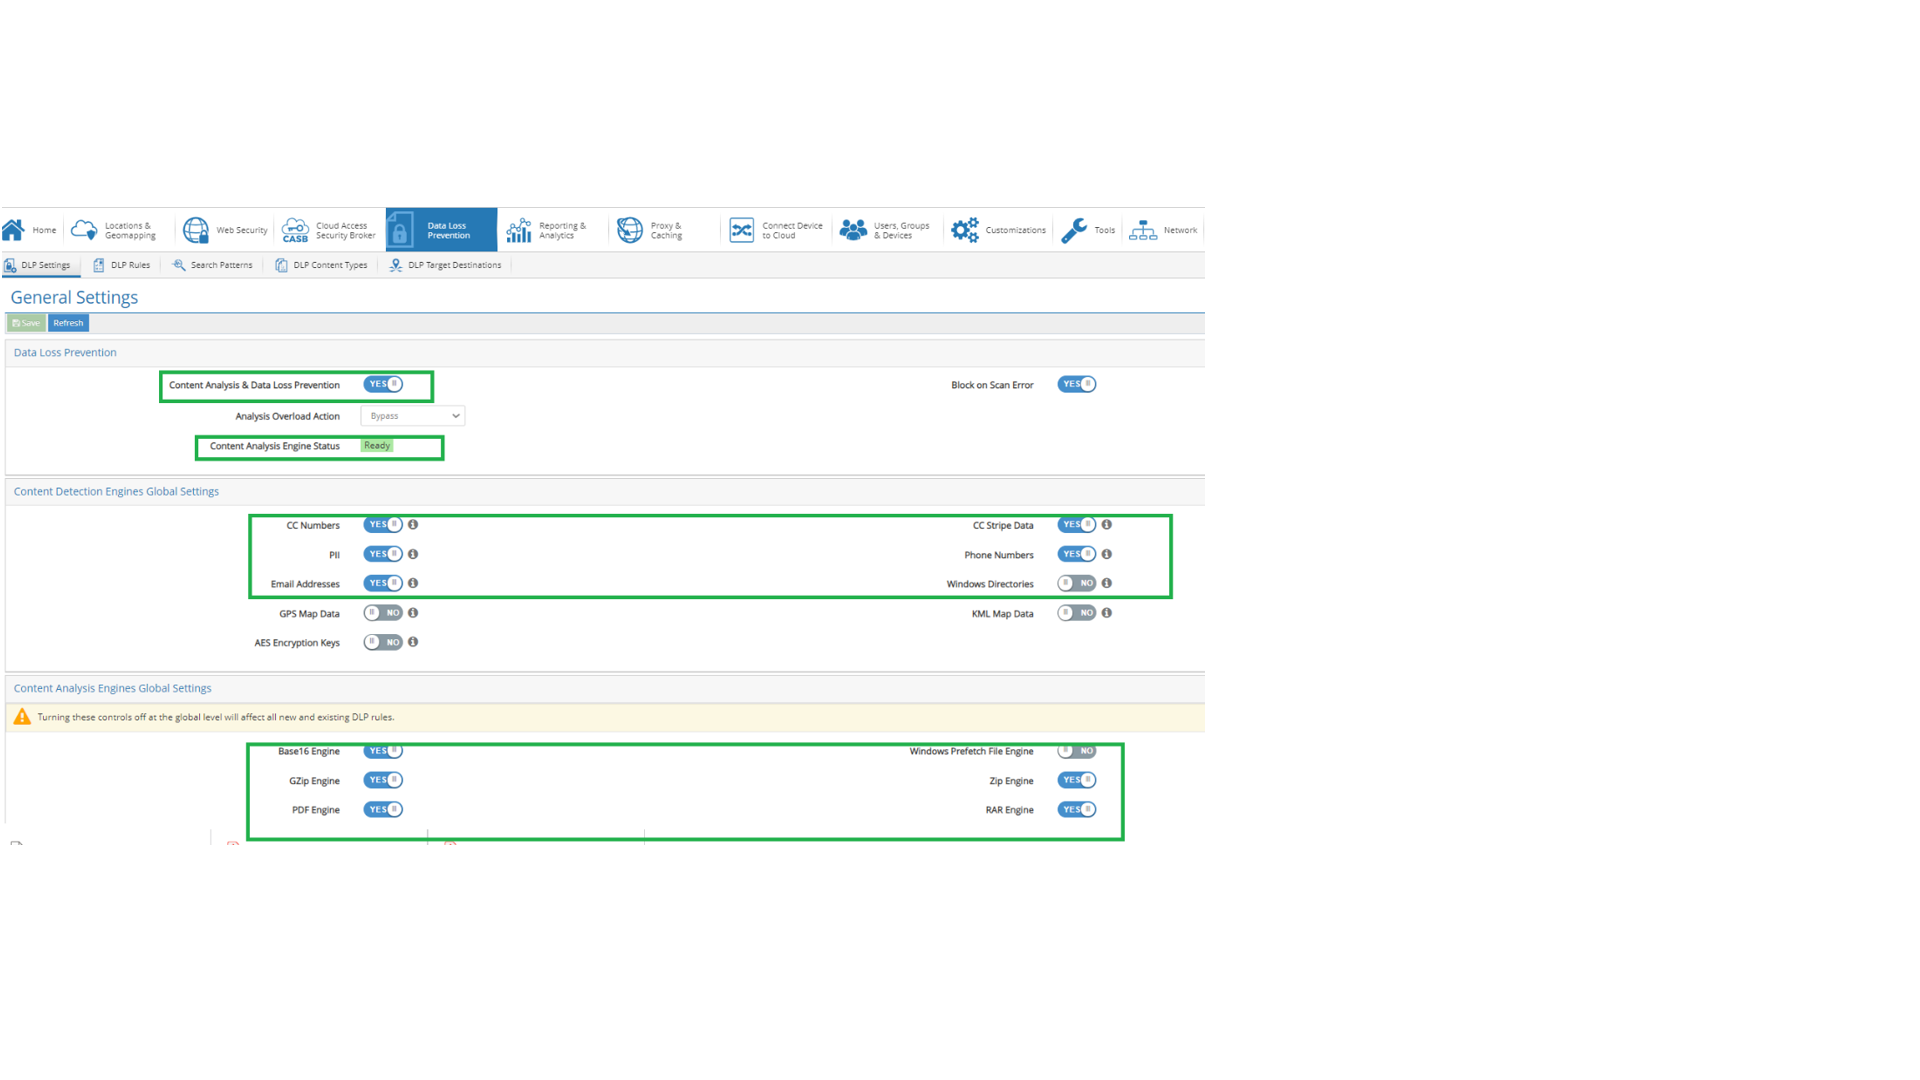 Home
Locations &
Geomapping
Web Security
CASB
Cloud Access
Security Broker
Data Loss
Prevention
Reporting &
Analytics
Proxy &
Caching
Connect Device
to Cloud
Users, Groups
& Devices
Customizations
Tools
Network
DLP Settings
DLP Rules
Search Patterns
DLP Content Types
DLP Target Destinations
General Settings
Save
Refresh
Data Loss Prevention
Content Analysis & Data Loss Prevention YES
Block on Scan Error YES
Analysis Overload Action Bypass
Content Analysis Engine Status Ready
Content Detection Engines Global Settings
CC Numbers YES
CC Stripe Data YES
PII YES
Phone Numbers YES
Email Addresses YES
Windows Directories NO
GPS Map Data NO
KML Map Data NO
AES Encryption Keys NO
Content Analysis Engines Global Settings
Turning these controls off at the global level will affect all new and existing DLP rules.
Base16 Engine YES
Windows Prefetch File Engine NO
GZip Engine YES
Zip Engine YES
PDF Engine YES
RAR Engine YES